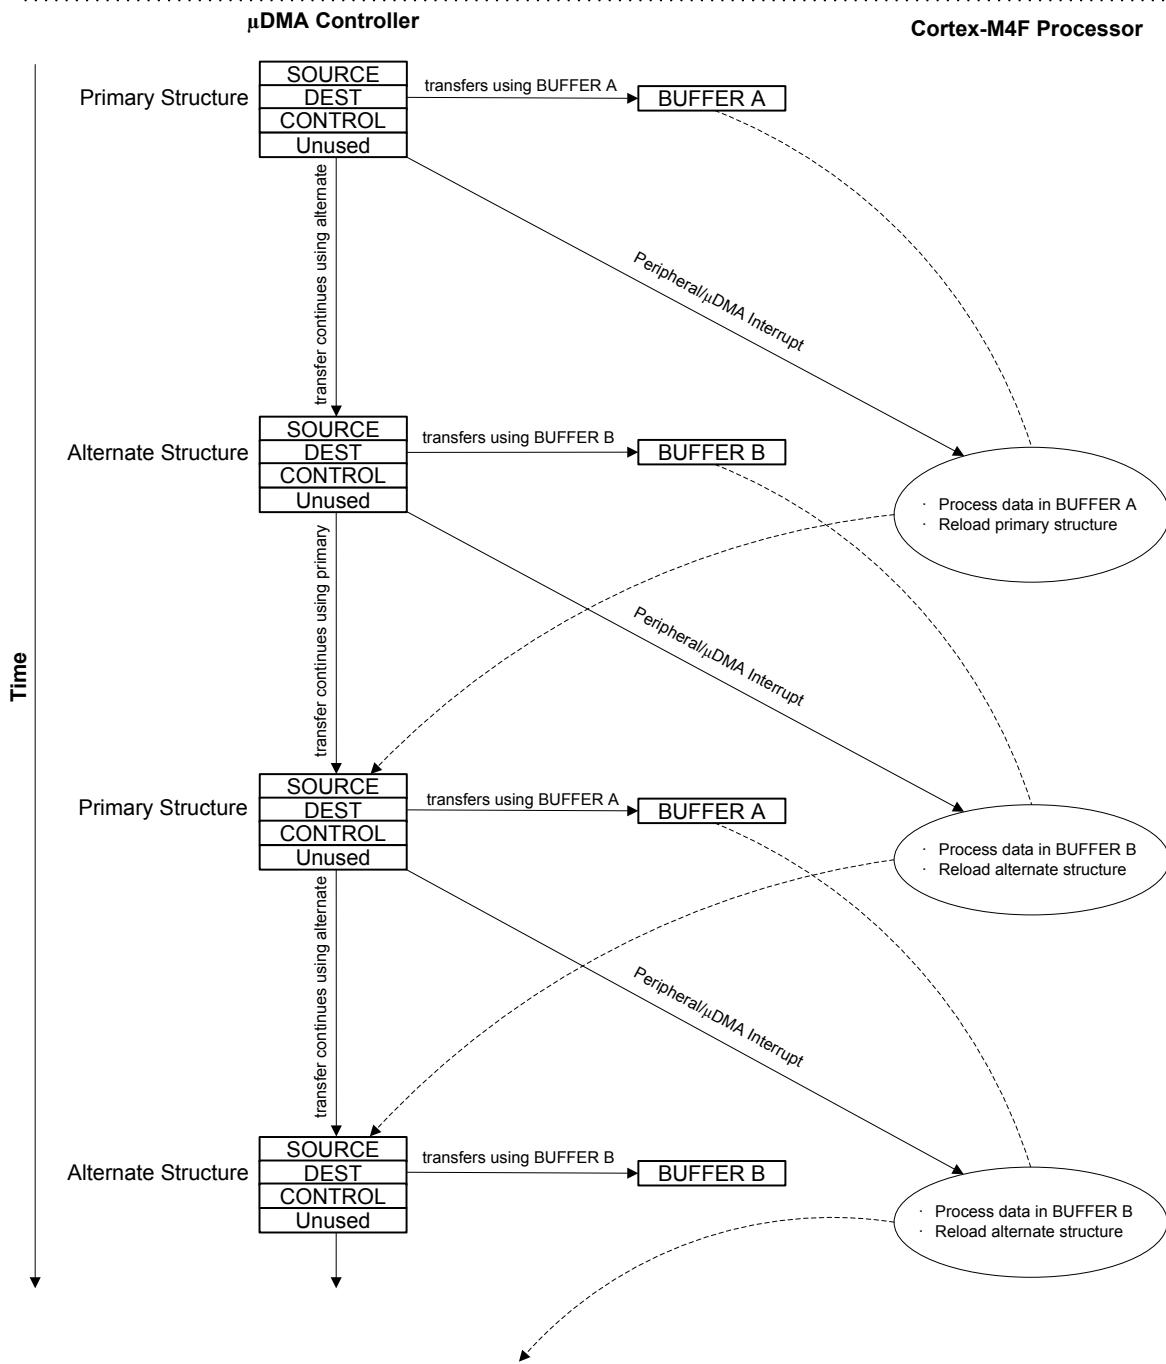 μDMA Controller
Cortex-M4F Processor
Time
Primary Structure
SOURCE
DEST
CONTROL
Unused
transfers using BUFFER A
BUFFER A
transfer continues using alternate
Peripheral/μDMA Interrupt
Alternate Structure
SOURCE
DEST
CONTROL
Unused
transfers using BUFFER B
BUFFER B
· Process data in BUFFER A
· Reload primary structure
transfer continues using primary
Peripheral/μDMA Interrupt
Primary Structure
SOURCE
DEST
CONTROL
Unused
transfers using BUFFER A
BUFFER A
· Process data in BUFFER B
· Reload alternate structure
transfer continues using alternate
Peripheral/μDMA Interrupt
Alternate Structure
SOURCE
DEST
CONTROL
Unused
transfers using BUFFER B
BUFFER B
· Process data in BUFFER B
· Reload alternate structure